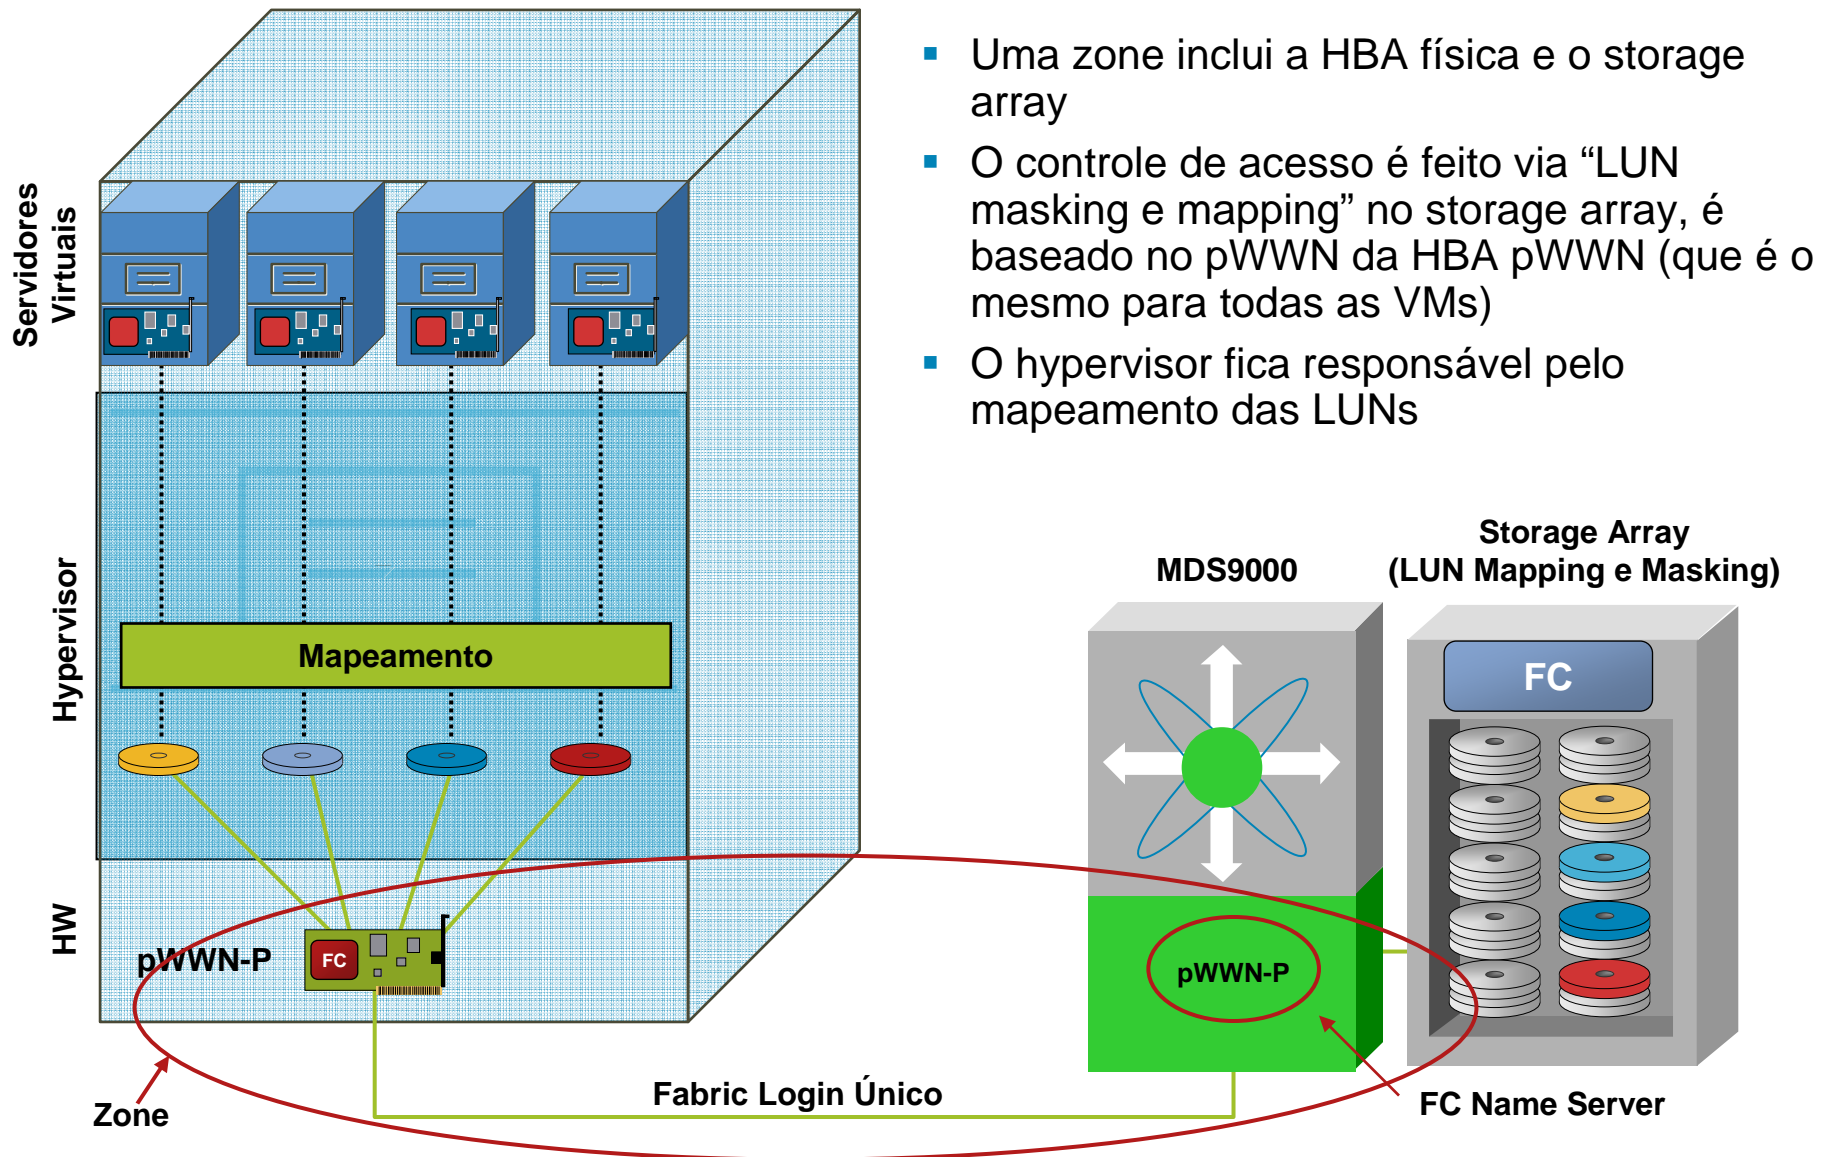 Uma zone inclui a HBA física e o storage
array
O controle de acesso é feito via “LUN
masking e mapping” no storage array, é
baseado no pWWN da HBA pWWN (que é o
mesmo para todas as VMs)
O hypervisor fica responsável pelo
mapeamento das LUNs
Servidores
Virtuais
Hypervisor
Mapeamento
HW
pWWN-P
FC
Zone
Fabric Login Único
MDS9000
Storage Array
(LUN Mapping e Masking)
FC
pWWN-P
FC Name Server